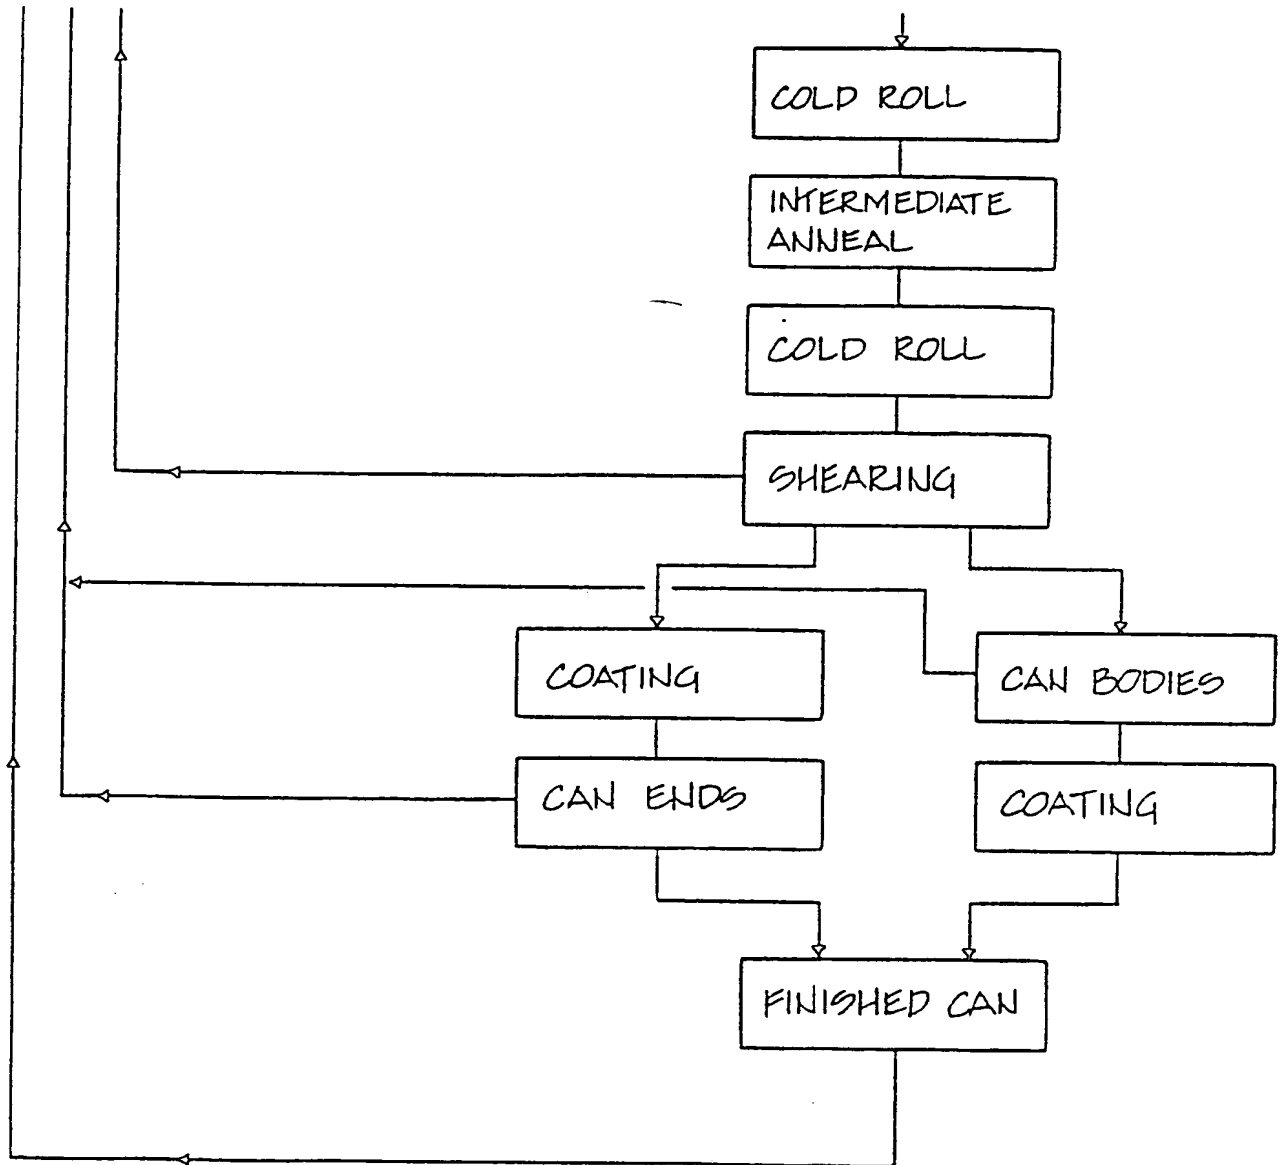 COLD ROLL
INTERMEDIATE
ANNEAL
COLD ROLL
SHEARING
COATING
CAN BODIES
CAN ENDS
COATING
FINISHED CAN